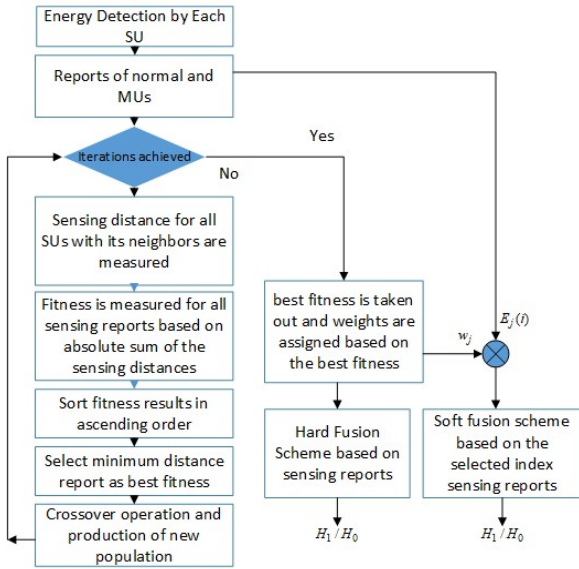 Energy Detection by Each
SU
Reports of normal and
MUs
Iterations achieved
Yes
No
Sensing distance for all
SUs with its neighbors are
measured
Fitness is measured for all
sensing reports based on
absolute sum of the
sensing distances
Sort fitness results in
ascending order
Select minimum distance
report as best fitness
Crossover operation and
production of new
population
best fitness is taken
out and weights are
assigned based on
the best fitness
w_j
E_j(i)
Hard Fusion
Scheme based on
sensing reports
Soft fusion scheme
based on the
selected index
sensing reports
H_1/H_0
H_1/H_0